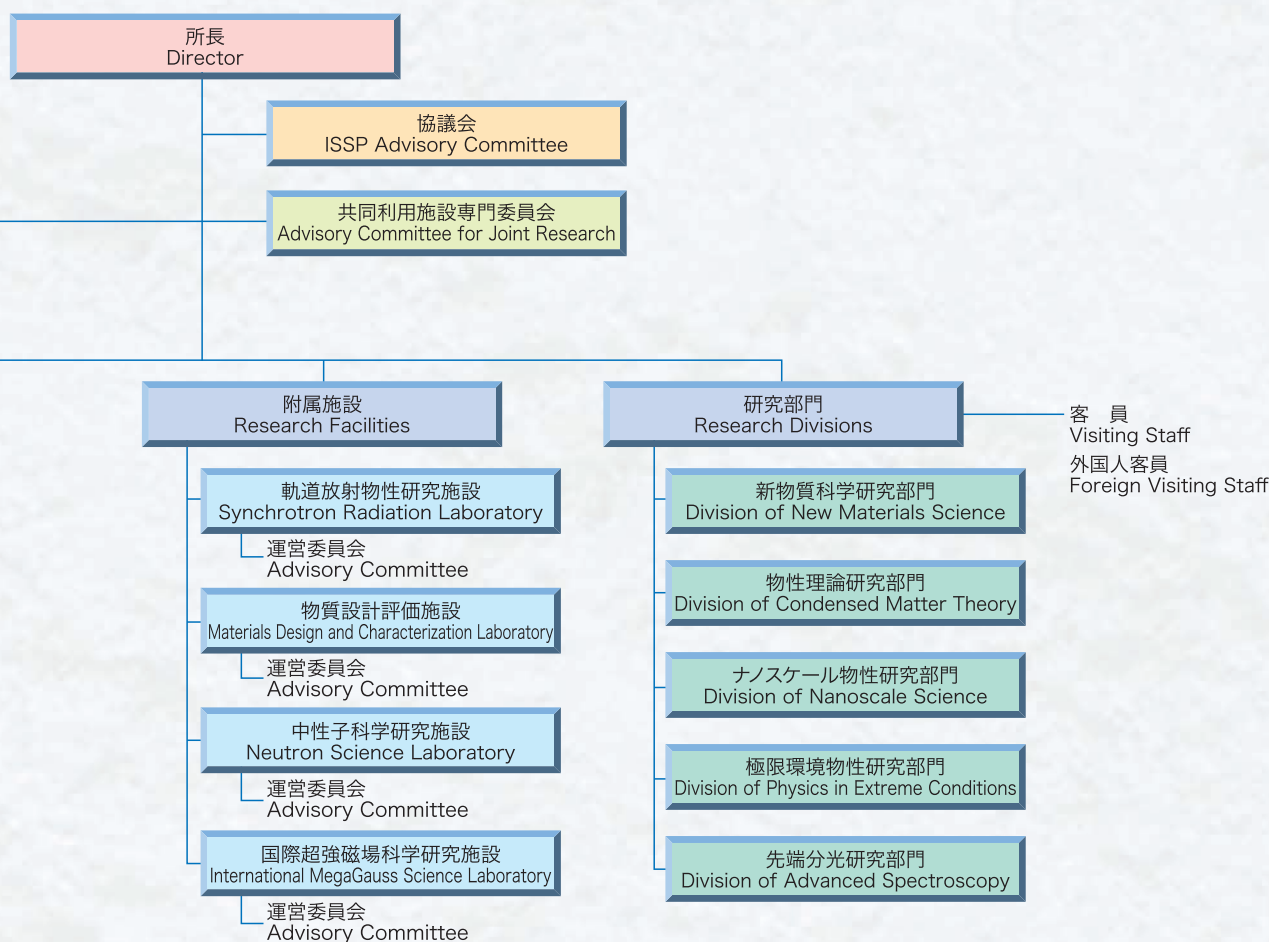 所長
Director
協議会
ISSP Advisory Committee
共同利用施設専門委員会
Advisory Committee for Joint Research
附属施設
Research Facilities
軌道放射物性研究施設
Synchrotron Radiation Laboratory
運営委員会
Advisory Committee
物質設計評価施設
Materials Design and Characterization Laboratory
運営委員会
Advisory Committee
中性子科学研究施設
Neutron Science Laboratory
運営委員会
Advisory Committee
国際超強磁場科学研究施設
International MegaGauss Science Laboratory
運営委員会
Advisory Committee
研究部門
Research Divisions
客　員
Visiting Staff
外国人客員
Foreign Visiting Staff
新物質科学研究部門
Division of New Materials Science
物性理論研究部門
Division of Condensed Matter Theory
ナノスケール物性研究部門
Division of Nanoscale Science
極限環境物性研究部門
Division of Physics in Extreme Conditions
先端分光研究部門
Division of Advanced Spectroscopy